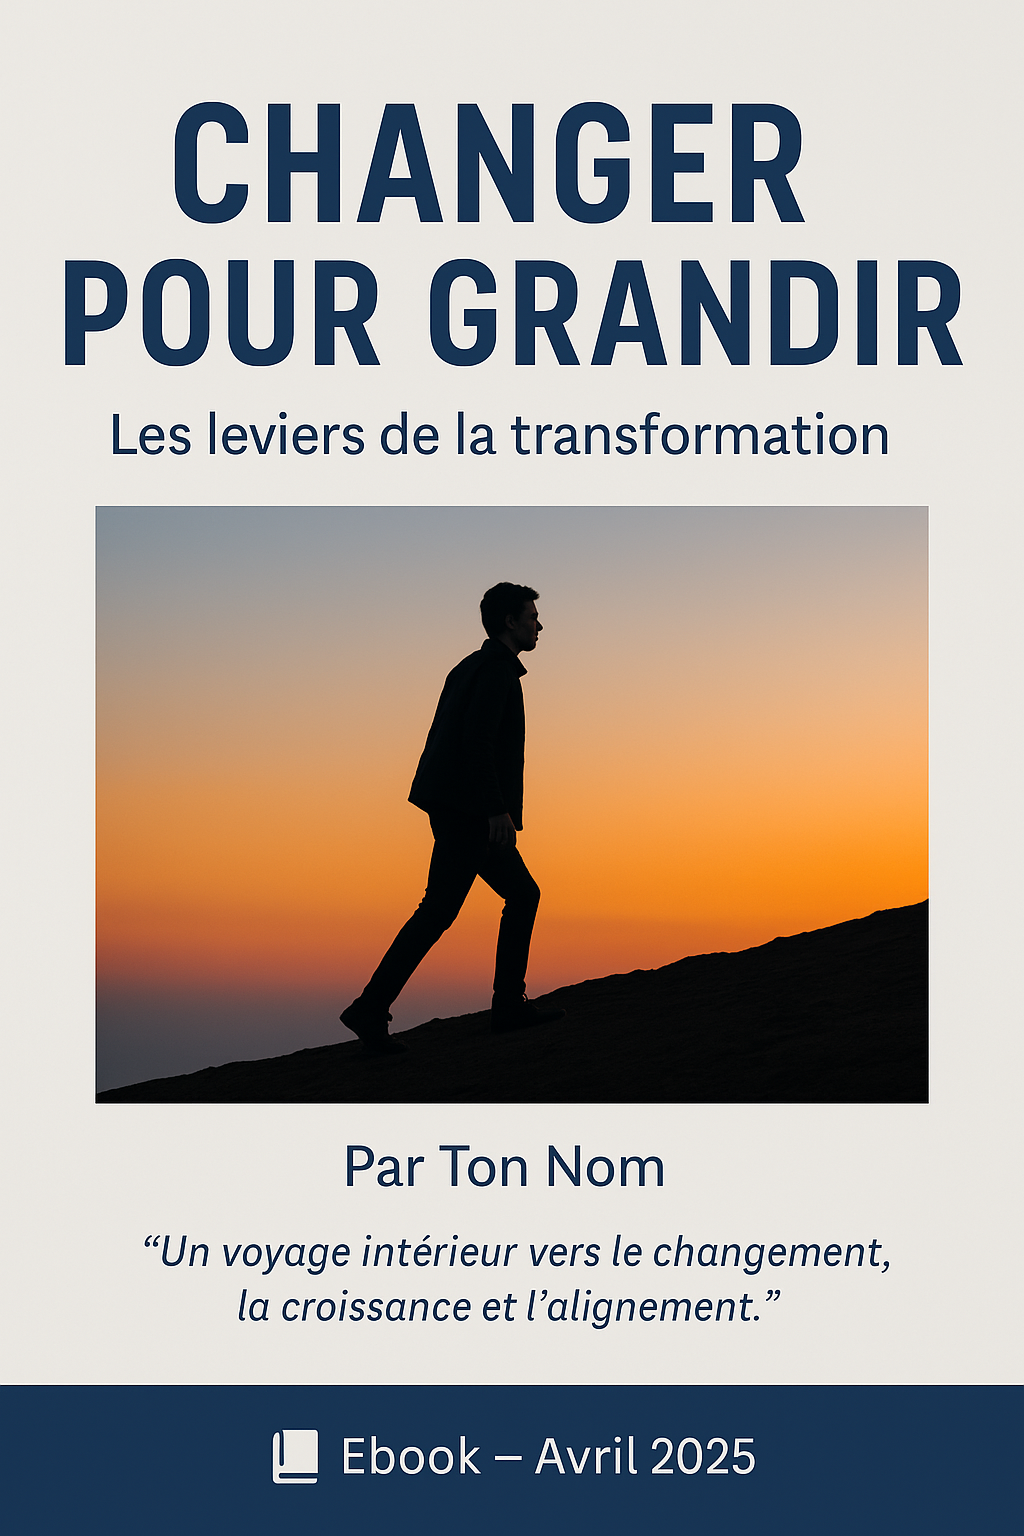 CHANGER
POUR GRANDIR
Les leviers de la transformation
Par Ton Nom
“Un voyage intérieur vers le changement,
la croissance et l’alignement.”
Ebook – Avril 2025